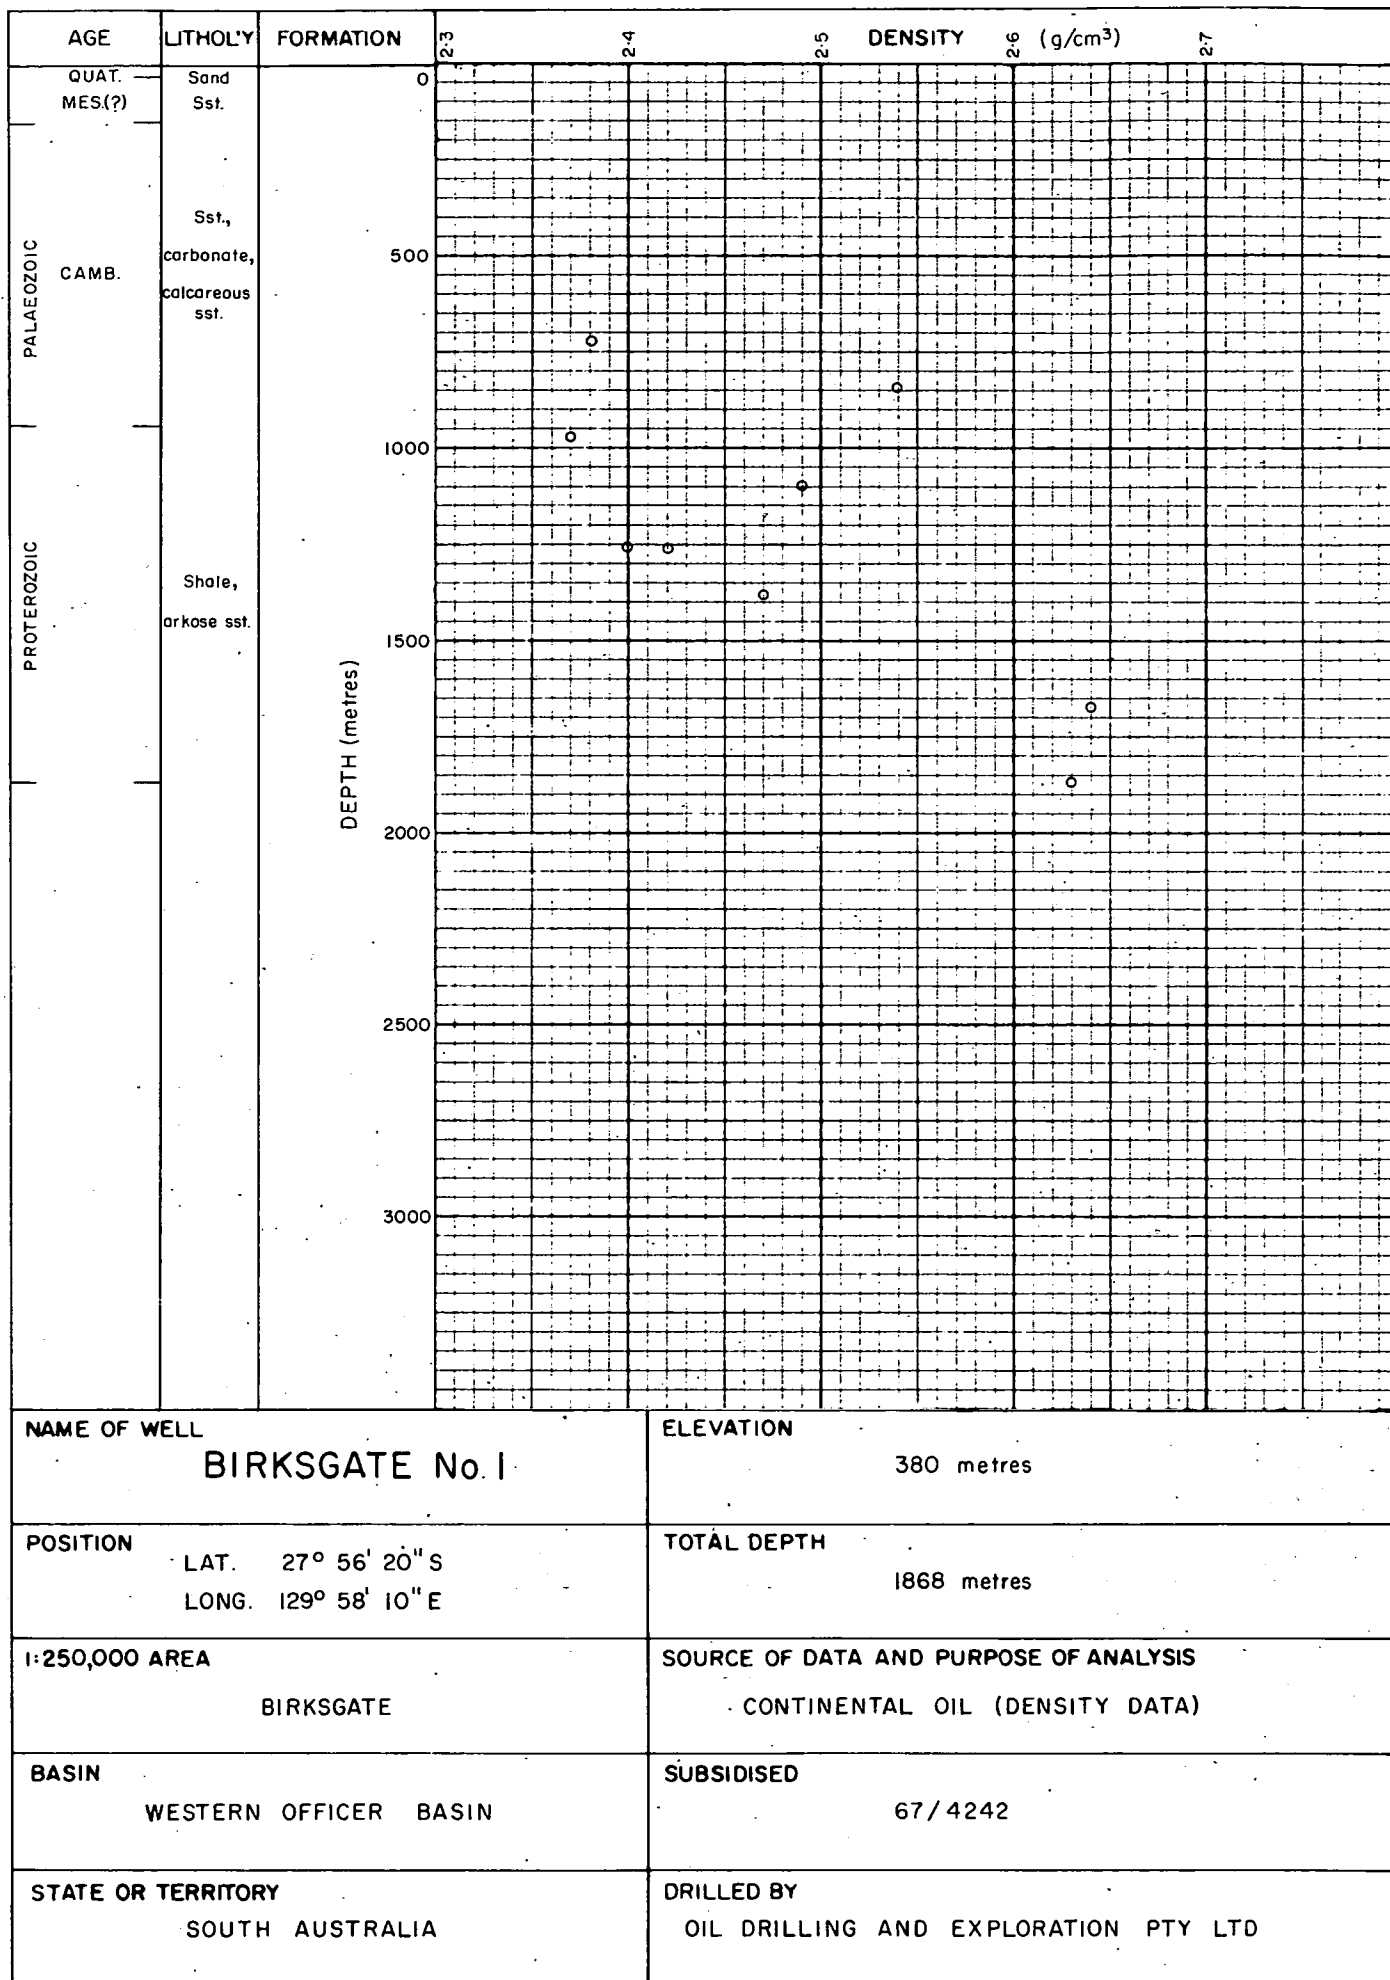 AGE LITHOL'Y FORMATION DENSITY (g/cm³)
2·3 2·4 2·5 2·6 2·7
QUAT. Sand
MES.(?) Sst.
PALAEOZOIC
CAMB.
Sst.,
carbonate,
calcareous
sst.
PROTEROZOIC
Shale,
arkose sst.
DEPTH (metres)
0
500
1000
1500
2000
2500
3000
NAME OF WELL
BIRKSGATE No. 1
ELEVATION
380 metres
POSITION
LAT. 27° 56' 20" S
LONG. 129° 58' 10" E
TOTAL DEPTH
1868 metres
1:250,000 AREA
BIRKSGATE
SOURCE OF DATA AND PURPOSE OF ANALYSIS
CONTINENTAL OIL (DENSITY DATA)
BASIN
WESTERN OFFICER BASIN
SUBSIDISED
67/4242
STATE OR TERRITORY
SOUTH AUSTRALIA
DRILLED BY
OIL DRILLING AND EXPLORATION PTY LTD